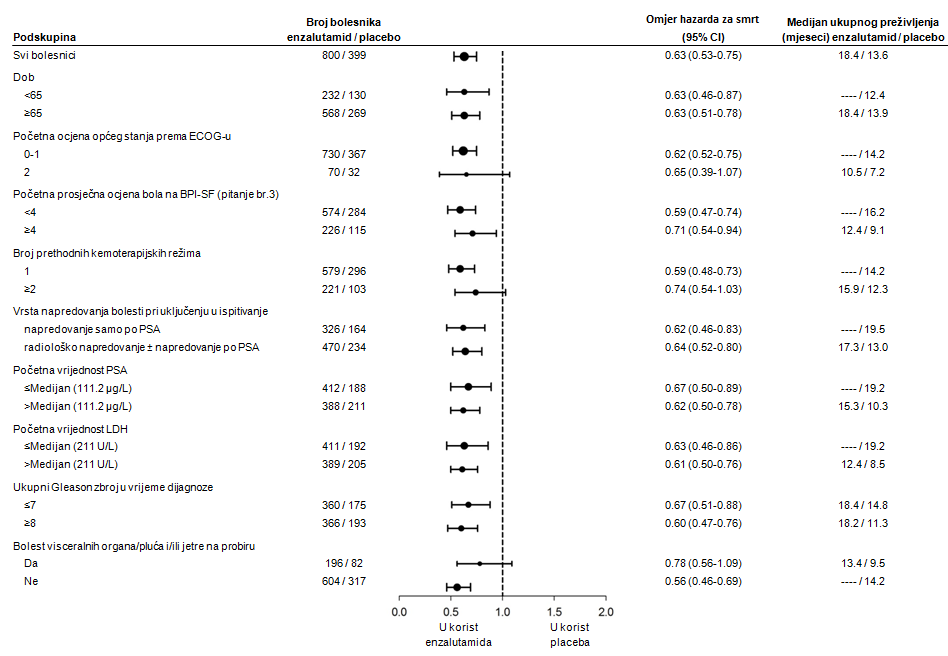 Podskupina Broj bolesnika enzalutamid / placebo Omjer hazarda za smrt (95% CI) Medijan ukupnog preživljenja (mjeseci) enzalutamid / placebo
Svi bolesnici 800 / 399 0.63 (0.53-0.75) 18.4 / 13.6
Dob
<65 232 / 130 0.63 (0.46-0.87) ---- / 12.4
≥65 568 / 269 0.63 (0.51-0.78) 18.4 / 13.9
Početna ocjena općeg stanja prema ECOG-u
0-1 730 / 367 0.62 (0.52-0.75) ---- / 14.2
2 70 / 32 0.65 (0.39-1.07) 10.5 / 7.2
Početna prosječna ocjena bola na BPI-SF (pitanje br.3)
<4 574 / 284 0.59 (0.47-0.74) ---- / 16.2
≥4 226 / 115 0.71 (0.54-0.94) 12.4 / 9.1
Broj prethodnih kemoterapijskih režima
1 579 / 296 0.59 (0.48-0.73) ---- / 14.2
≥2 221 / 103 0.74 (0.54-1.03) 15.9 / 12.3
Vrsta napredovanja bolesti pri uključenju u ispitivanje
napredovanje samo po PSA 326 / 164 0.62 (0.46-0.83) ---- / 19.5
radiološko napredovanje ± napredovanje po PSA 470 / 234 0.64 (0.52-0.80) 17.3 / 13.0
Početna vrijednost PSA
≤Medijan (111.2 µg/L) 412 / 188 0.67 (0.50-0.89) ---- / 19.2
>Medijan (111.2 µg/L) 388 / 211 0.62 (0.50-0.78) 15.3 / 10.3
Početna vrijednost LDH
≤Medijan (211 U/L) 411 / 192 0.63 (0.46-0.86) ---- / 19.2
>Medijan (211 U/L) 389 / 205 0.61 (0.50-0.76) 12.4 / 8.5
Ukupni Gleason zbroj u vrijeme dijagnoze
≤7 360 / 175 0.67 (0.51-0.88) 18.4 / 14.8
≥8 366 / 193 0.60 (0.47-0.76) 18.2 / 11.3
Bolest visceralnih organa/pluća i/ili jetre na probiru
Da 196 / 82 0.78 (0.56-1.09) 13.4 / 9.5
Ne 604 / 317 0.56 (0.46-0.69) ---- / 14.2
0.0 0.5 1.0 1.5 2.0
U korist enzalutamida
U korist placeba